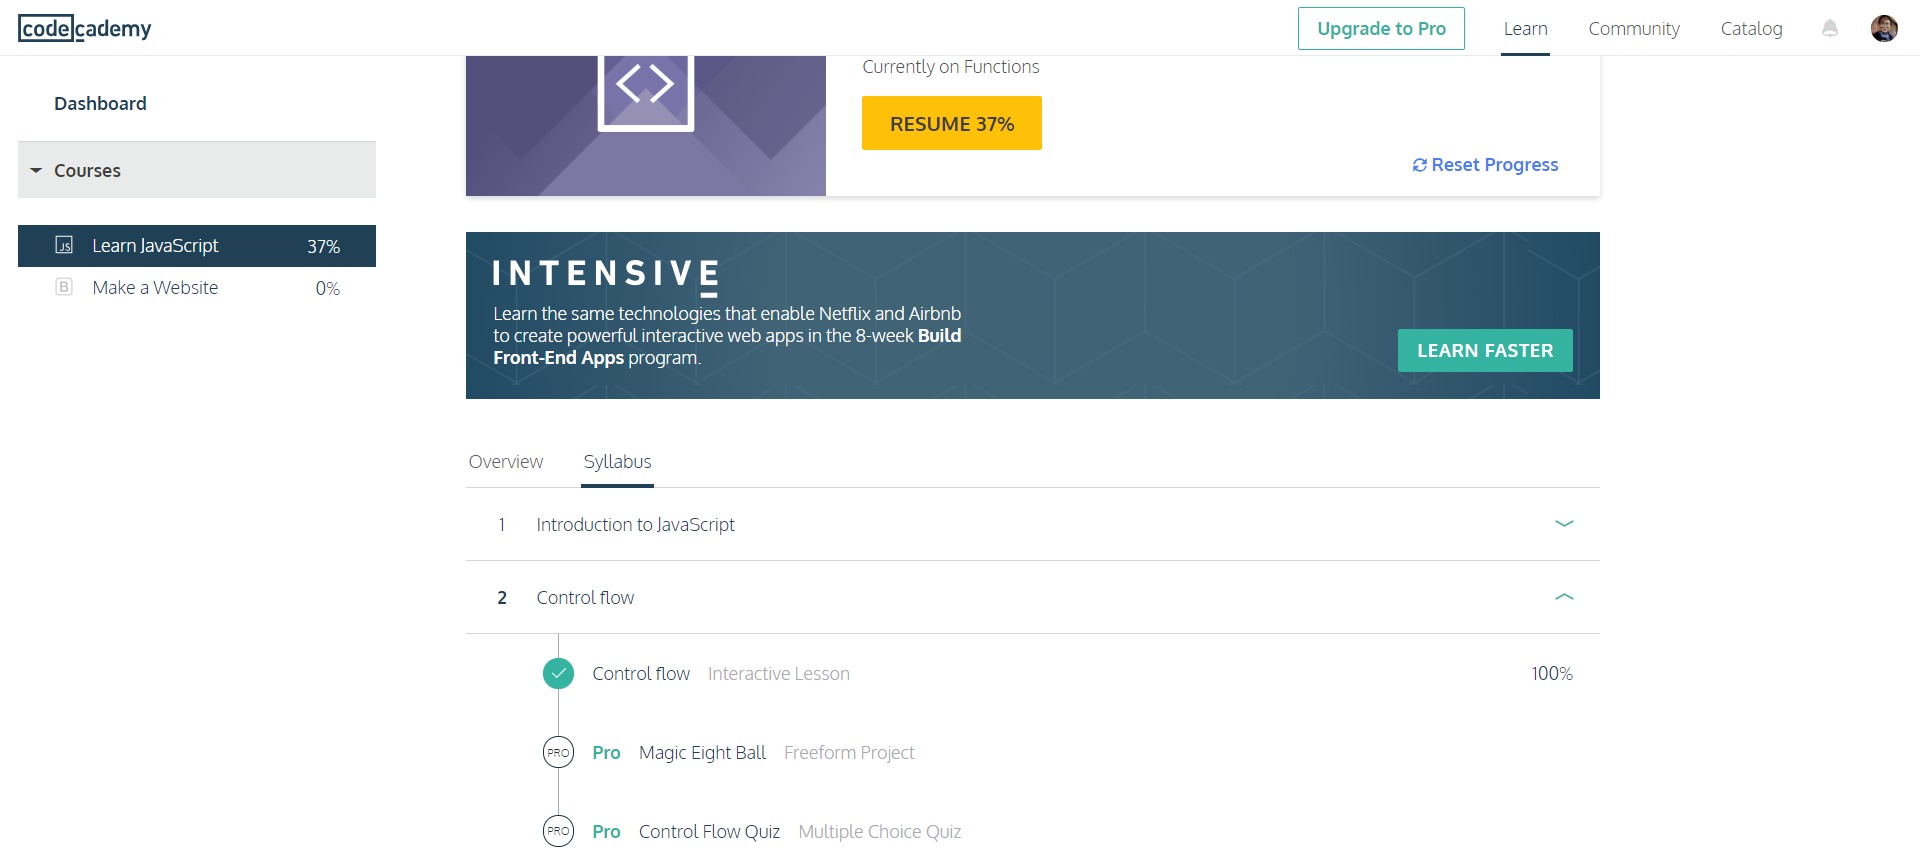 codecademy
Upgrade to Pro
Learn
Community
Catalog
Dashboard
Courses
JS
Learn JavaScript
37%
B
Make a Website
0%
Currently on Functions
RESUME 37%
Reset Progress
INTENSIVE
Learn the same technologies that enable Netflix and Airbnb
to create powerful interactive web apps in the 8-week Build
Front-End Apps program.
LEARN FASTER
Overview
Syllabus
1 Introduction to JavaScript
2 Control flow
Control flow Interactive Lesson 100%
PRO Pro Magic Eight Ball Freeform Project
PRO Pro Control Flow Quiz Multiple Choice Quiz